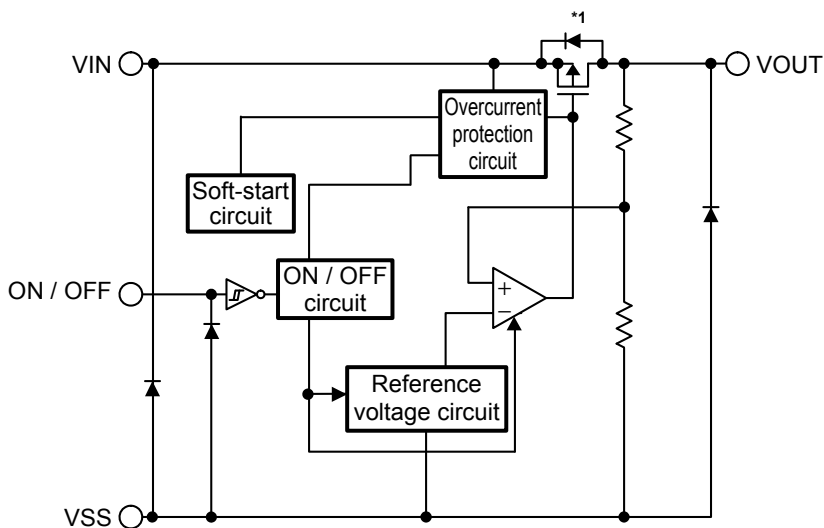 *1
VIN
VOUT
Overcurrent
protection
circuit
Soft-start
circuit
ON / OFF
ON / OFF
circuit
+
−
Reference
voltage circuit
VSS